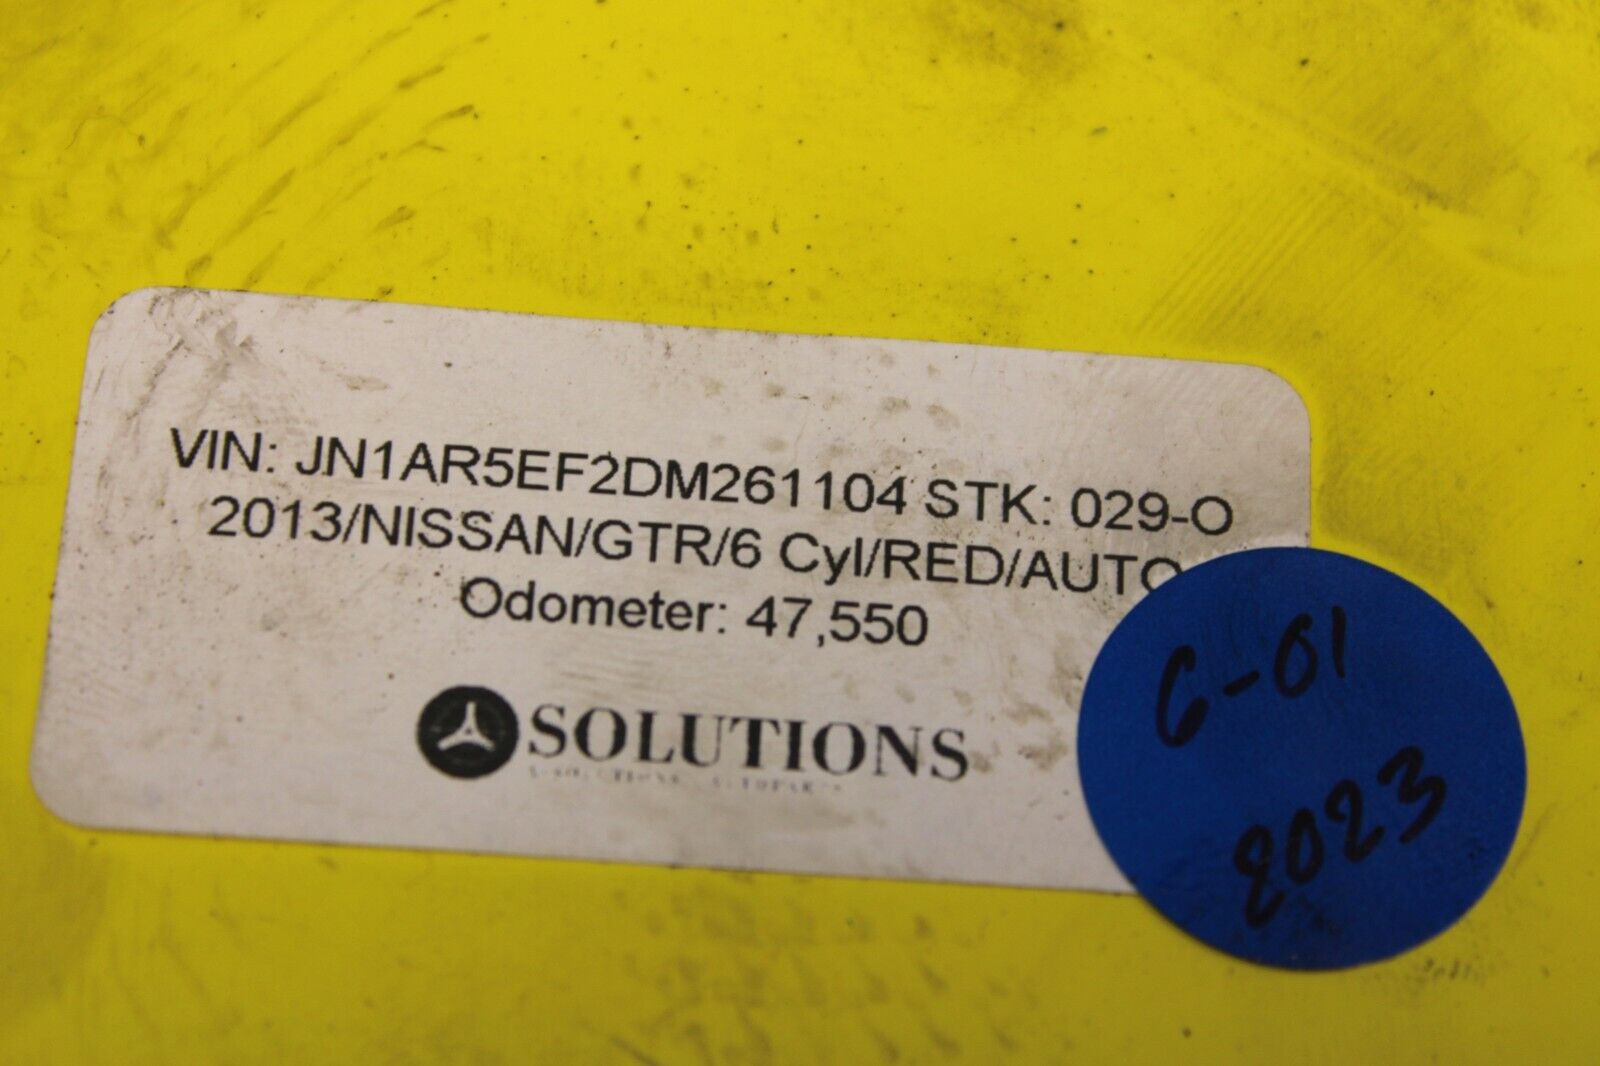 VIN: JN1AR5EF2DM261104 STK: 029-O
2013/NISSAN/GTR/6 Cyl/RED/AUTO
Odometer: 47,550
SOLUTIONS
6-01
2023